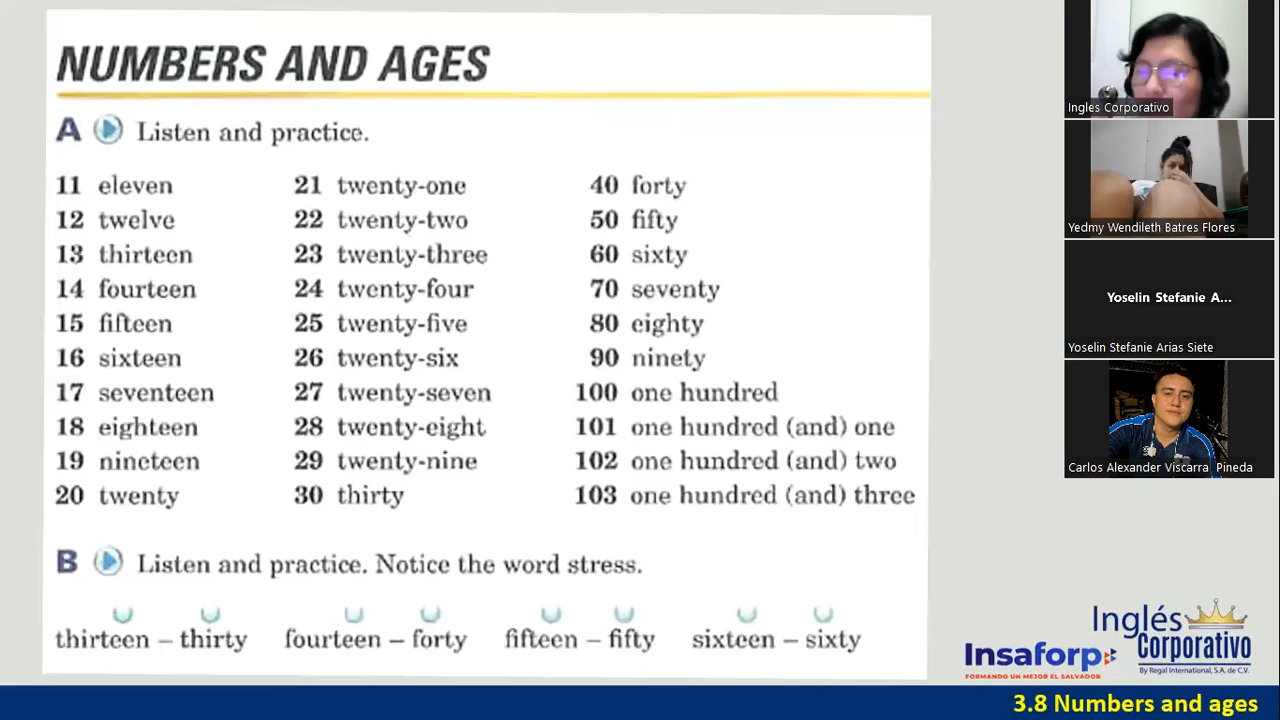 NUMBERS AND AGES
A Listen and practice.
11 eleven
12 twelve
13 thirteen
14 fourteen
15 fifteen
16 sixteen
17 seventeen
18 eighteen
19 nineteen
20 twenty
21 twenty-one
22 twenty-two
23 twenty-three
24 twenty-four
25 twenty-five
26 twenty-six
27 twenty-seven
28 twenty-eight
29 twenty-nine
30 thirty
40 forty
50 fifty
60 sixty
70 seventy
80 eighty
90 ninety
100 one hundred
101 one hundred (and) one
102 one hundred (and) two
103 one hundred (and) three
B Listen and practice. Notice the word stress.
thirteen – thirty fourteen – forty fifteen – fifty sixteen – sixty
Ingles Corporativo
Yedmy Wendileth Batres Flores
Yoselin Stefanie A...
Yoselin Stefanie Arias Siete
Carlos Alexander Viscarra Pineda
Insaforp
FORMANDO UN MEJOR EL SALVADOR
Inglés
Corporativo
By Regal International, S.A. de C.V.
3.8 Numbers and ages